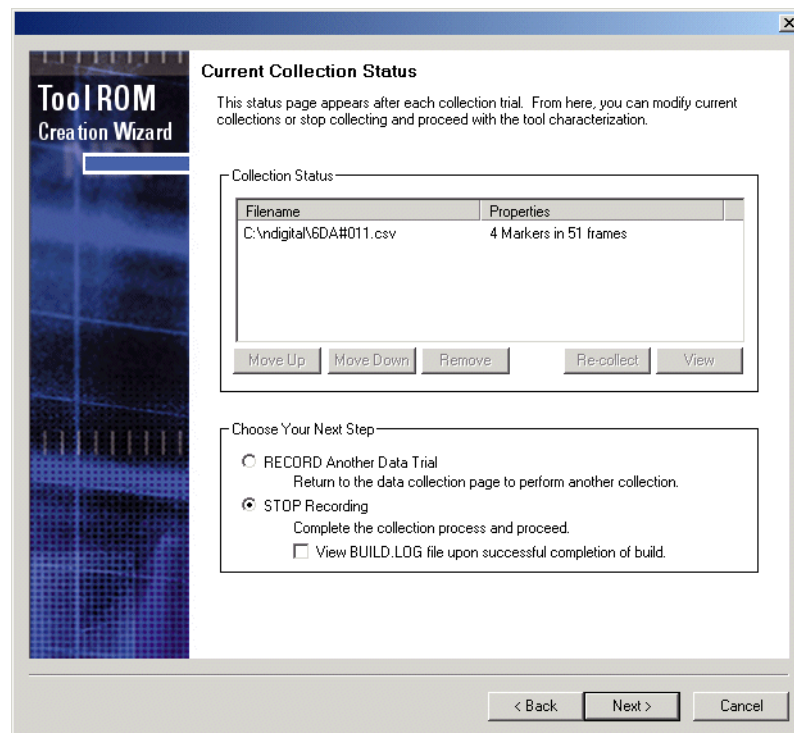 Tool ROM
Creation Wizard
Current Collection Status
This status page appears after each collection trial. From here, you can modify current
collections or stop collecting and proceed with the tool characterization.
Collection Status
Filename Properties
C:\ndigital\6DA#011.csv 4 Markers in 51 frames
Move Up Move Down Remove Re-collect View
Choose Your Next Step
RECORD Another Data Trial
Return to the data collection page to perform another collection.
STOP Recording
Complete the collection process and proceed.
View BUILD.LOG file upon successful completion of build.
< Back Next > Cancel